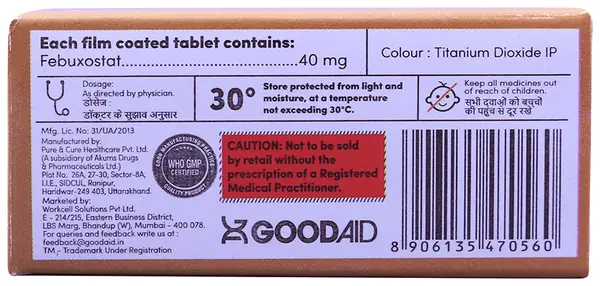 Each film coated tablet contains:
Febuxostat..............................................40 mg
Colour : Titanium Dioxide IP
Dosage:
As directed by physician.
डोसेज :
डॉक्टर के सुझाव अनुसार
30°
Store protected from light and
moisture, at a temperature
not exceeding 30°C.
Keep all medicines out
of reach of children.
सभी दवाओं को बच्चों
की पहुंच से दूर रखें
Mfg. Lic. No: 31/UA/2013
Manufactured by:
Pure & Cure Healthcare Pvt. Ltd.
(A subsidiary of Akums Drugs
& Pharmaceuticals Ltd.)
Plot No. 26A, 27-30, Sector-8A,
I.I.E., SIDCUL, Ranipur,
Haridwar-249 403, Uttarakhand.
Marketed by:
Workcell Solutions Pvt Ltd.
E - 214/215, Eastern Business District,
LBS Marg, Bhandup (W), Mumbai - 400 078.
For queries and feedback write us at :
feedback@goodaid.in
TM - Trademark Under Registration
GOOD MANUFACTURING PRACTICE
WHO GMP
CERTIFIED
QUALITY PRODUCT
CAUTION: Not to be sold
by retail without the
prescription of a Registered
Medical Practitioner.
GOODAID
8 906135 470560